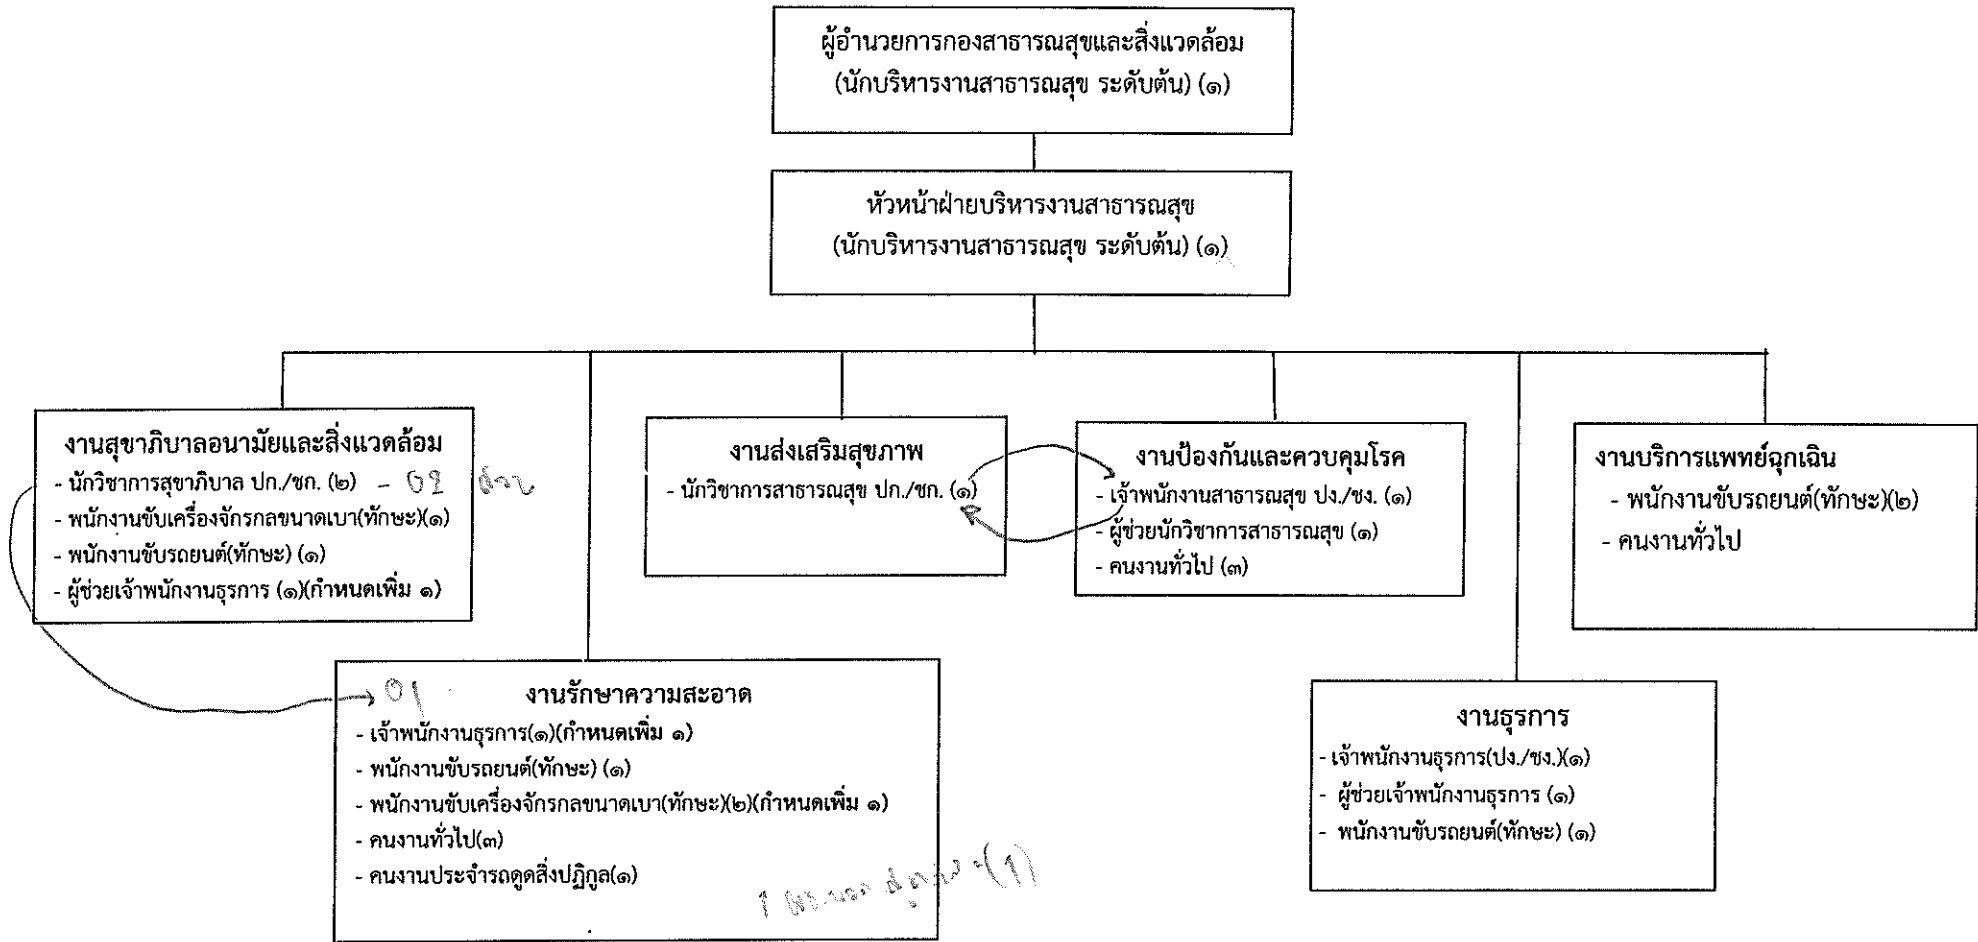 ผู้อำนวยการกองสาธารณสุขและสิ่งแวดล้อม
(นักบริหารงานสาธารณสุข ระดับต้น) (๑)
หัวหน้าฝ่ายบริหารงานสาธารณสุข
(นักบริหารงานสาธารณสุข ระดับต้น) (๑)
งานสุขาภิบาลอนามัยและสิ่งแวดล้อม
- นักวิชาการสุขาภิบาล ปก./ชก. (๒) - 02
- พนักงานขับเครื่องจักรกลขนาดเบา(ทักษะ)(๑)
- พนักงานขับรถยนต์(ทักษะ) (๑)
- ผู้ช่วยเจ้าพนักงานธุรการ (๑)(กำหนดเพิ่ม ๑)
งานส่งเสริมสุขภาพ
- นักวิชาการสาธารณสุข ปก./ชก. (๑)
งานป้องกันและควบคุมโรค
- เจ้าพนักงานสาธารณสุข ปง./ชง. (๑)
- ผู้ช่วยนักวิชาการสาธารณสุข (๑)
- คนงานทั่วไป (๓)
งานบริการแพทย์ฉุกเฉิน
- พนักงานขับรถยนต์(ทักษะ)(๒)
- คนงานทั่วไป
01
งานรักษาความสะอาด
- เจ้าพนักงานธุรการ(๑)(กำหนดเพิ่ม ๑)
- พนักงานขับรถยนต์(ทักษะ) (๑)
- พนักงานขับเครื่องจักรกลขนาดเบา(ทักษะ)(๒)(กำหนดเพิ่ม ๑)
- คนงานทั่วไป(๓)
- คนงานประจำรถดูดสิ่งปฏิกูล(๑)
(1)
งานธุรการ
- เจ้าพนักงานธุรการ(ปง./ชง.)(๑)
- ผู้ช่วยเจ้าพนักงานธุรการ (๑)
- พนักงานขับรถยนต์(ทักษะ) (๑)